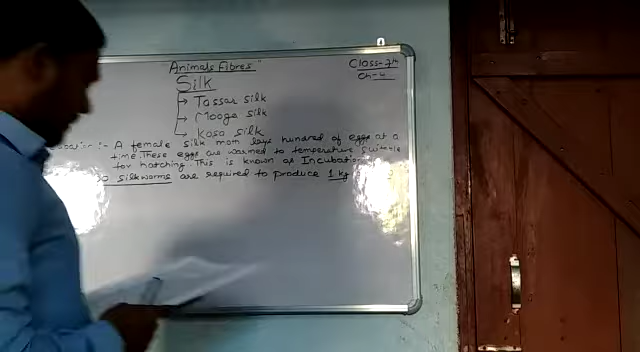 Animals Fibres"
Class-7th
Ch-4
Silk
Tassar silk
Mooga silk
Kosa silk
:- A female silk moth lays hundred of eggs at a
time. These eggs are warmed to temperature suitable
for hatching. This is known as Incubation
silkworms are required to produce 1 kg